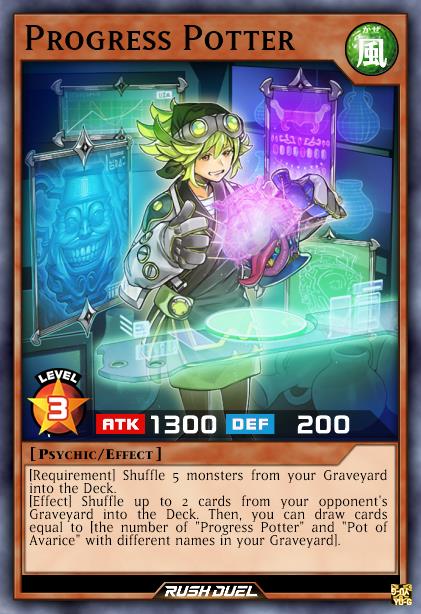 PROGRESS POTTER
かぜ
風
LEVEL
3
ATK 1300 DEF 200
[PSYCHIC/EFFECT]
[Requirement] Shuffle 5 monsters from your Graveyard
into the Deck.
[Effect] Shuffle up to 2 cards from your opponent's
Graveyard into the Deck. Then, you can draw cards
equal to [the number of "Progress Potter" and "Pot of
Avarice" with different names in your Graveyard].
RUSH DUEL